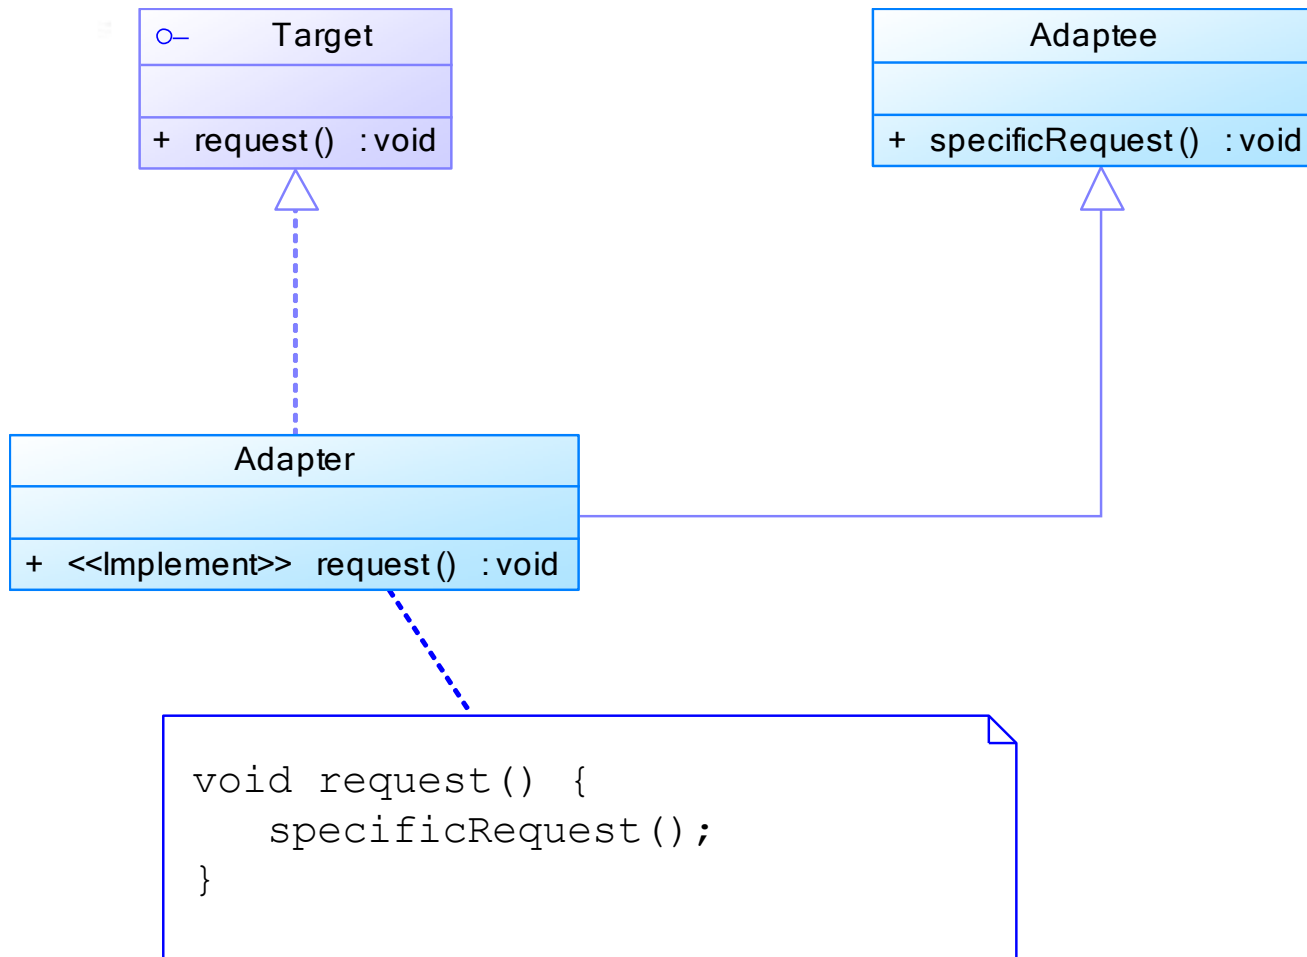 Target
+ request() : void
Adaptee
+ specificRequest() : void
Adapter
+ <<Implement>> request() : void
void request() {
   specificRequest();
}